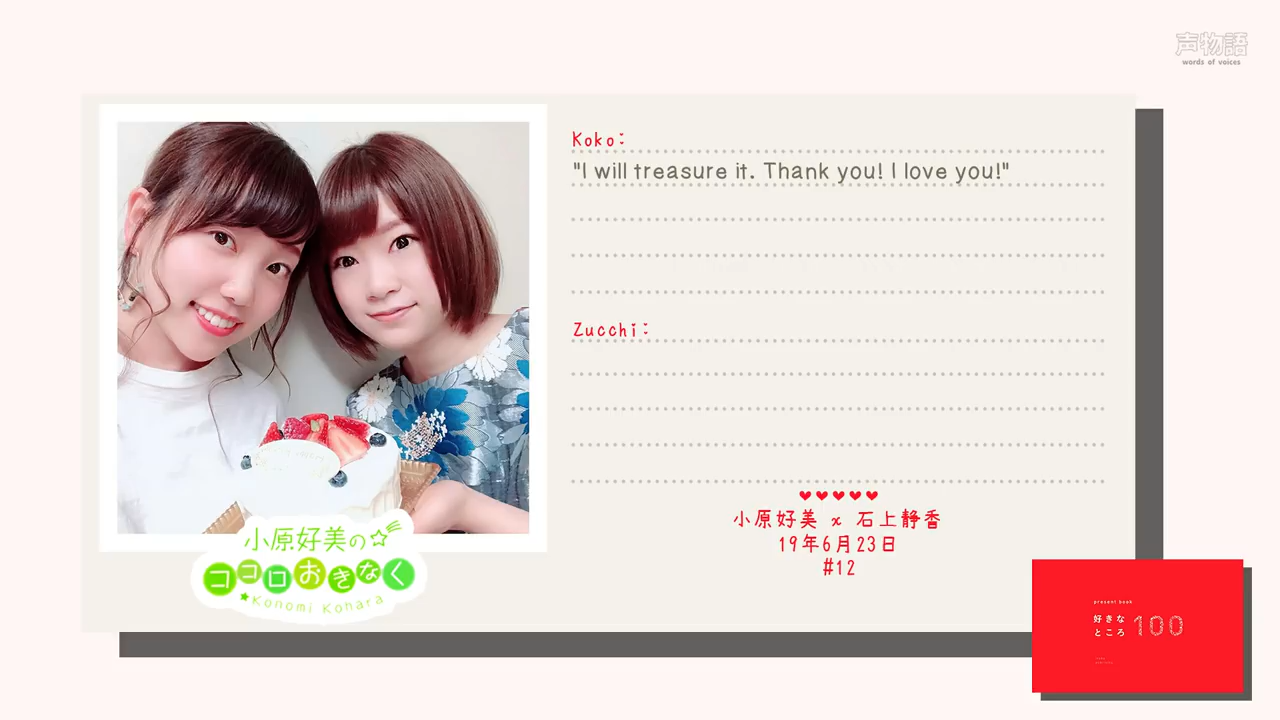 声物語
words of voices
Koko:
"I will treasure it. Thank you! I love you!"
Zucchi:
♥♥♥♥♥
小原好美 x 石上静香
19年6月23日
#12
小原好美の☆
ココロおきなく
★Konomi Kohara
present book
好きな
ところ
100